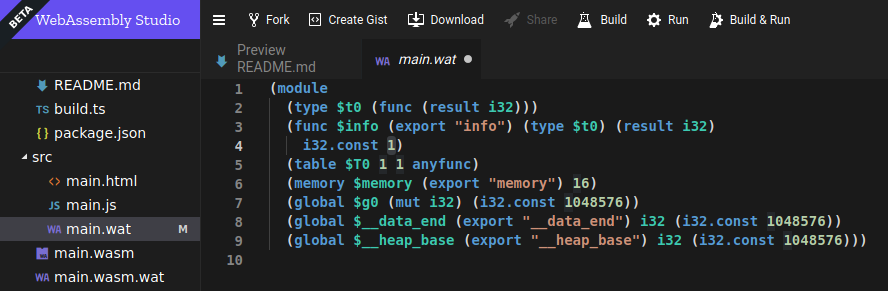 BETA
WebAssembly Studio
Fork
Create Gist
Download
Share
Build
Run
Build & Run
README.md
TS build.ts
{} package.json
src
<> main.html
JS main.js
WA main.wat M
main.wasm
WA main.wasm.wat
Preview
README.md
WA main.wat
1 (module
2 (type $t0 (func (result i32)))
3 (func $info (export "info") (type $t0) (result i32)
4 i32.const 1)
5 (table $T0 1 1 anyfunc)
6 (memory $memory (export "memory") 16)
7 (global $g0 (mut i32) (i32.const 1048576))
8 (global $__data_end (export "__data_end") i32 (i32.const 1048576))
9 (global $__heap_base (export "__heap_base") i32 (i32.const 1048576)))
10